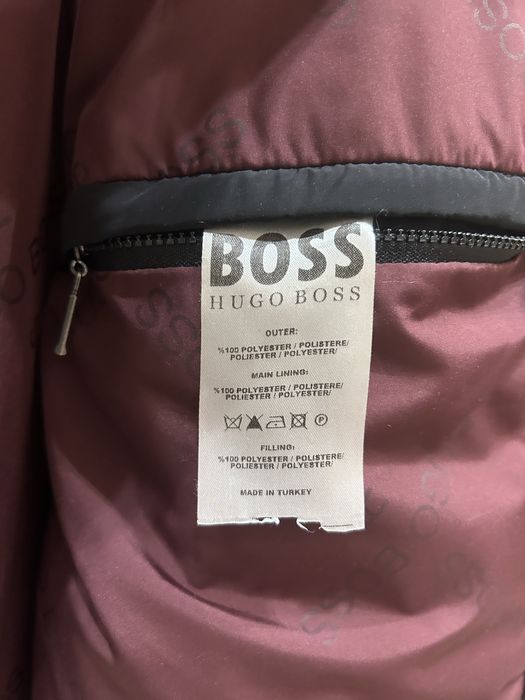 BOSS
HUGO BOSS
OUTER:
%100 POLYESTER / POLISTERE/
POLIESTER / POLYESTER/
MAIN LINING:
%100 POLYESTER / POLISTERE/
POLIESTER / POLYESTER/
P
FILLING:
%100 POLYESTER / POLISTERE/
POLIESTER / POLYESTER/
MADE IN TURKEY